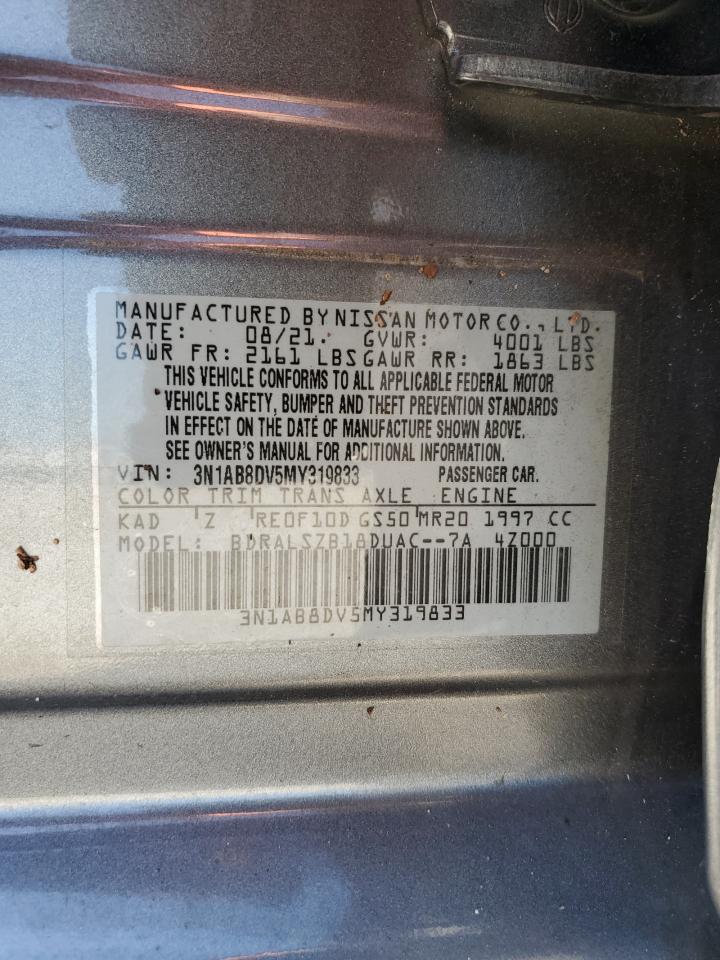 MANUFACTURED BY NISSAN MOTOR CO., LTD.
DATE: 08/21. GVWR: 4001 LBS
GAWR FR: 2161 LBS GAWR RR: 1863 LBS
THIS VEHICLE CONFORMS TO ALL APPLICABLE FEDERAL MOTOR
VEHICLE SAFETY, BUMPER AND THEFT PREVENTION STANDARDS
IN EFFECT ON THE DATE OF MANUFACTURE SHOWN ABOVE.
SEE OWNER'S MANUAL FOR ADDITIONAL INFORMATION.
VIN: 3N1AB8DV5MY319833 PASSENGER CAR.
COLOR TRIM TRANS AXLE ENGINE
KAD Z RE0F10D GS50 MR20 1997 CC
MODEL: BDRALSZB18DUAC--7A 4Z000
3N1AB8DV5MY319833